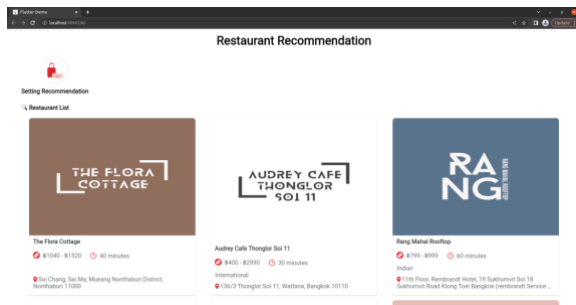 Flutter Demo
localhost
Update
Restaurant Recommendation
Setting Recommendation
Restaurant List
THE FLORA
COTTAGE
AUDREY CAFE
THONGLOR
SOI 11
RA
NG
RANG MAHAL ROOFTOP
The Flora Cottage
฿1040 - ฿1520 40 minutes
Soi Chang, Sai Ma, Mueang Nonthaburi District,
Nonthaburi 11000
Audrey Cafe Thonglor Soi 11
฿400 - ฿2990 30 minutes
International
136/3 Thonglor Soi 11, Wattana, Bangkok 10110
Rang Mahal Rooftop
฿799 - ฿999 60 minutes
Indian
11th Floor, Rembrandt Hotel, 19 Sukhumvit Soi 18
Sukhumvit Road Klong Toei Bangkok (rembrandt Service ...